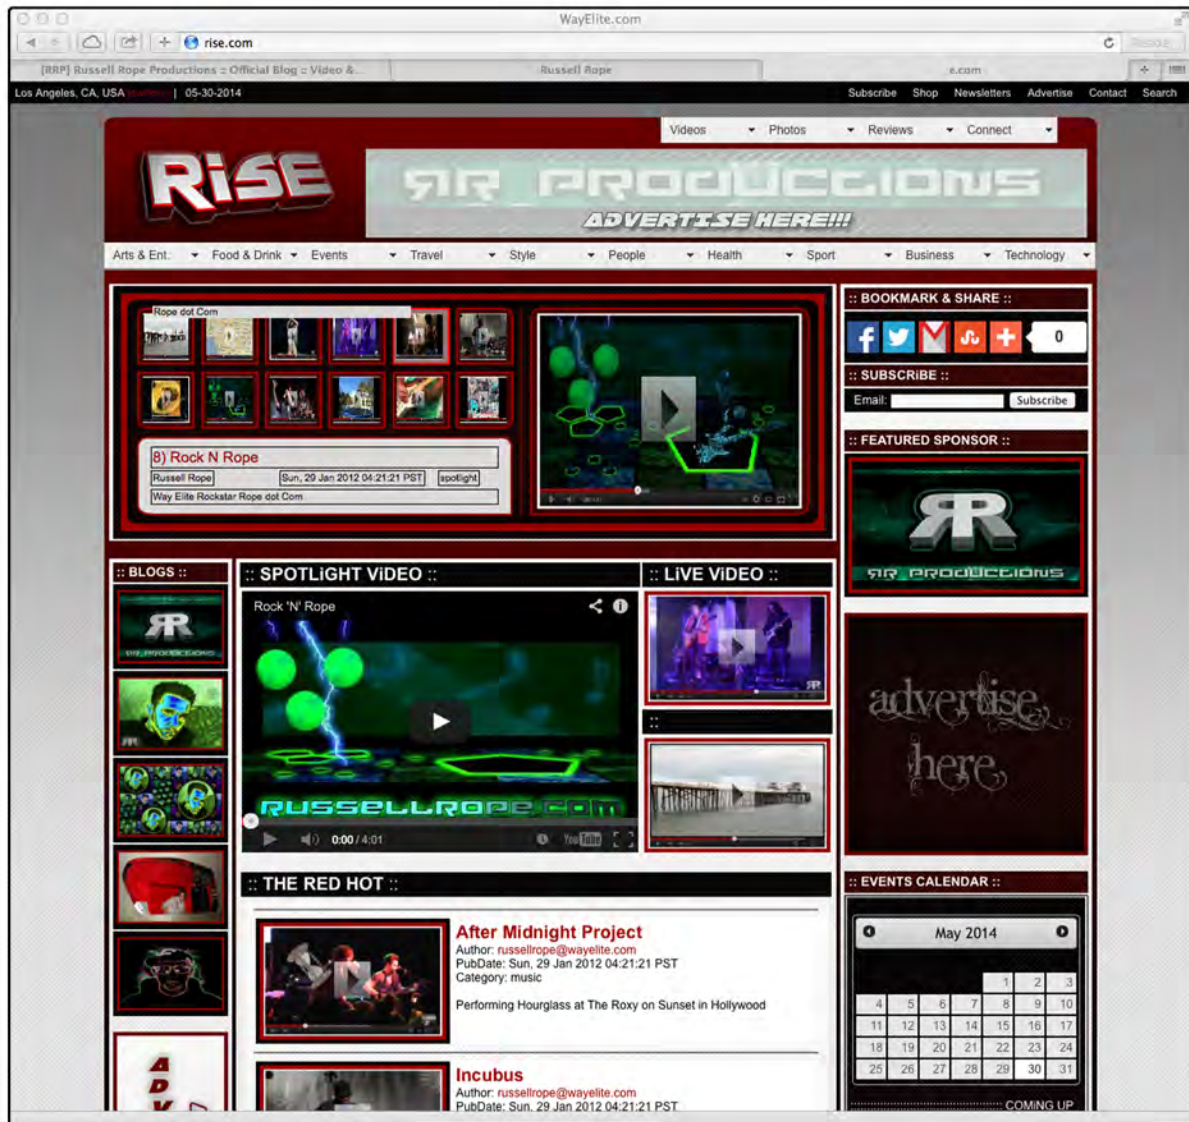 WayElite.com
rise.com
[RRP] Russell Rope Productions :: Official Blog :: Video &...
Russell Rope
e.com
Los Angeles, CA, USA | 05-30-2014
Subscribe Shop Newsletters Advertise Contact Search
Videos Photos Reviews Connect
RiSE
RR PRODUCTIONS
ADVERTISE HERE!!!
Arts & Ent. Food & Drink Events Travel Style People Health Sport Business Technology
Rope dot Com
8) Rock N Rope
Russell Rope Sun, 29 Jan 2012 04:21:21 PST spotlight
Way Elite Rockstar Rope dot Com
:: BOOKMARK & SHARE ::
0
:: SUBSCRiBE ::
Email: Subscribe
:: FEATURED SPONSOR ::
RR
RR PRODUCTIONS
:: BLOGS ::
RR
RR PRODUCTIONS
:: SPOTLiGHT ViDEO ::
Rock 'N' Rope
RUSSELLROPE.COM
0:00 / 4:01
YouTube
:: LiVE ViDEO ::
RR
::
advertise
here
:: THE RED HOT ::
After Midnight Project
Author: russellrope@wayelite.com
PubDate: Sun, 29 Jan 2012 04:21:21 PST
Category: music
Performing Hourglass at The Roxy on Sunset in Hollywood
Incubus
Author: russellrope@wayelite.com
PubDate: Sun, 29 Jan 2012 04:21:21 PST
:: EVENTS CALENDAR ::
May 2014
1 2 3
4 5 6 7 8 9 10
11 12 13 14 15 16 17
18 19 20 21 22 23 24
25 26 27 28 29 30 31
COMiNG UP
A
D
V